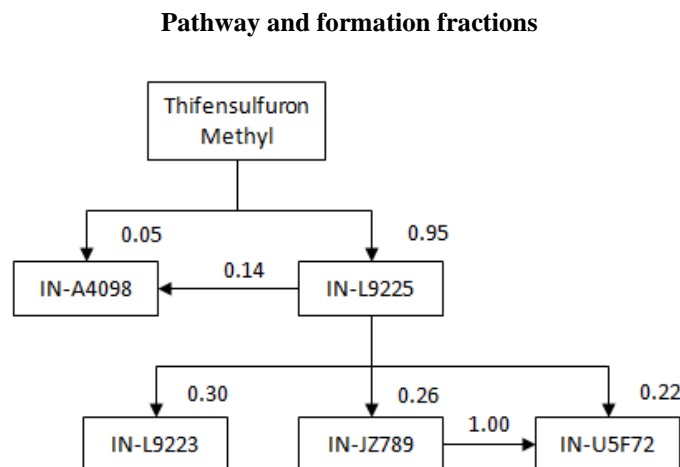 Pathway and formation fractions
Thifensulfuron
Methyl
0.05
0.95
IN-A4098
0.14
IN-L9225
0.30
0.26
0.22
IN-L9223
IN-JZ789
1.00
IN-U5F72